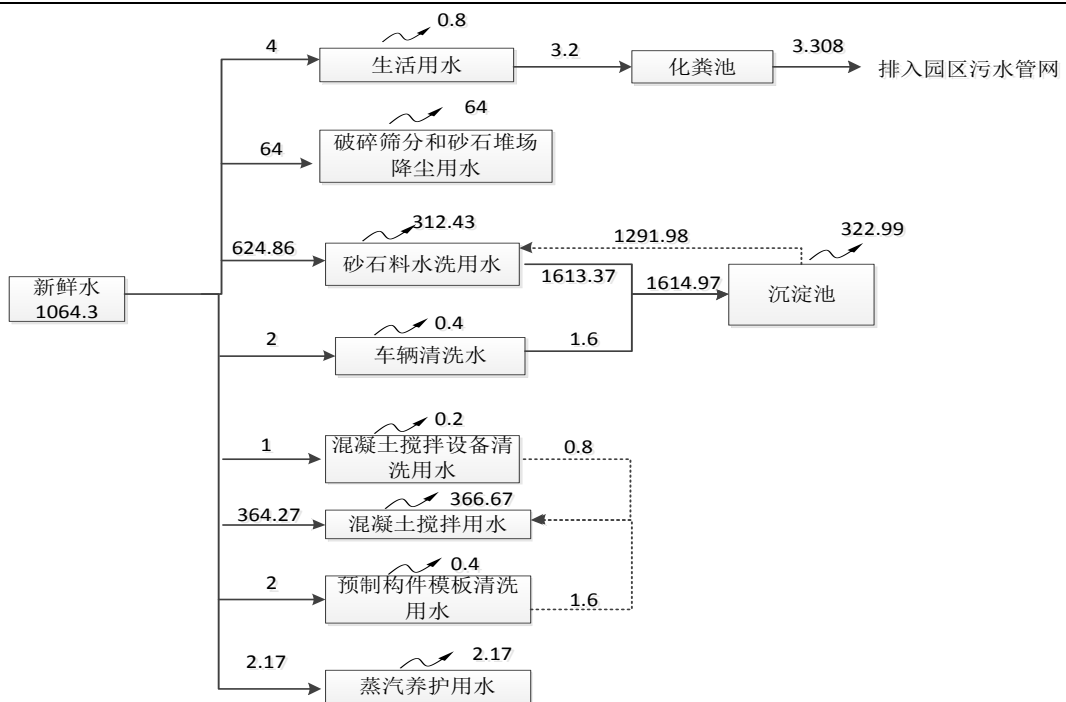 0.8
4
生活用水
3.2
化粪池
3.308
排入园区污水管网
64
64
破碎筛分和砂石堆场
降尘用水
312.43
624.86
砂石料水洗用水
1291.98
322.99
1613.37
1614.97
沉淀池
新鲜水
1064.3
0.4
2
车辆清洗水
1.6
0.2
1
混凝土搅拌设备清
洗用水
0.8
366.67
364.27
混凝土搅拌用水
0.4
2
预制构件模板清洗
用水
1.6
2.17
2.17
蒸汽养护用水